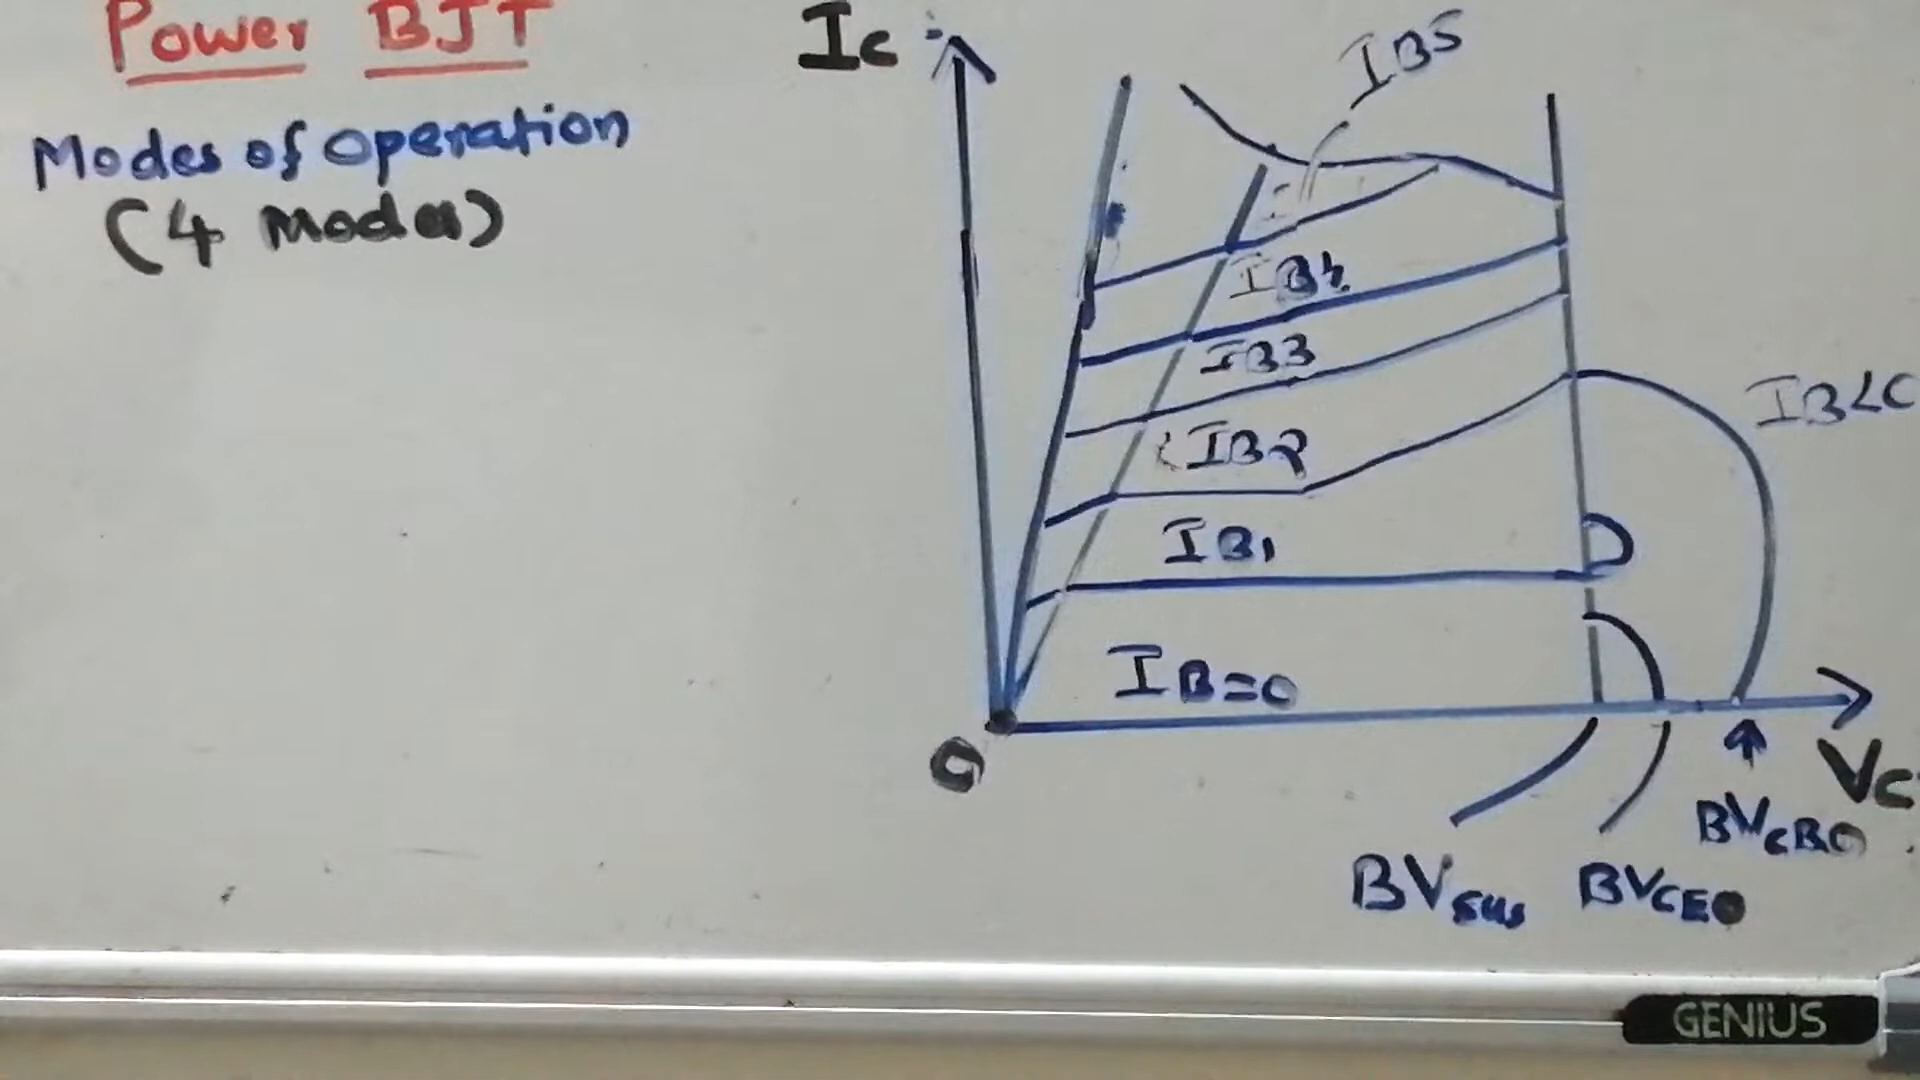 Power BJT
Modes of operation
(4 Modes)
Ic
IB5
IB4
IB3
IB2
IB1
IB=0
IB<0
O
BVsus
BVCEO
BVCBO
Vc
GENIUS